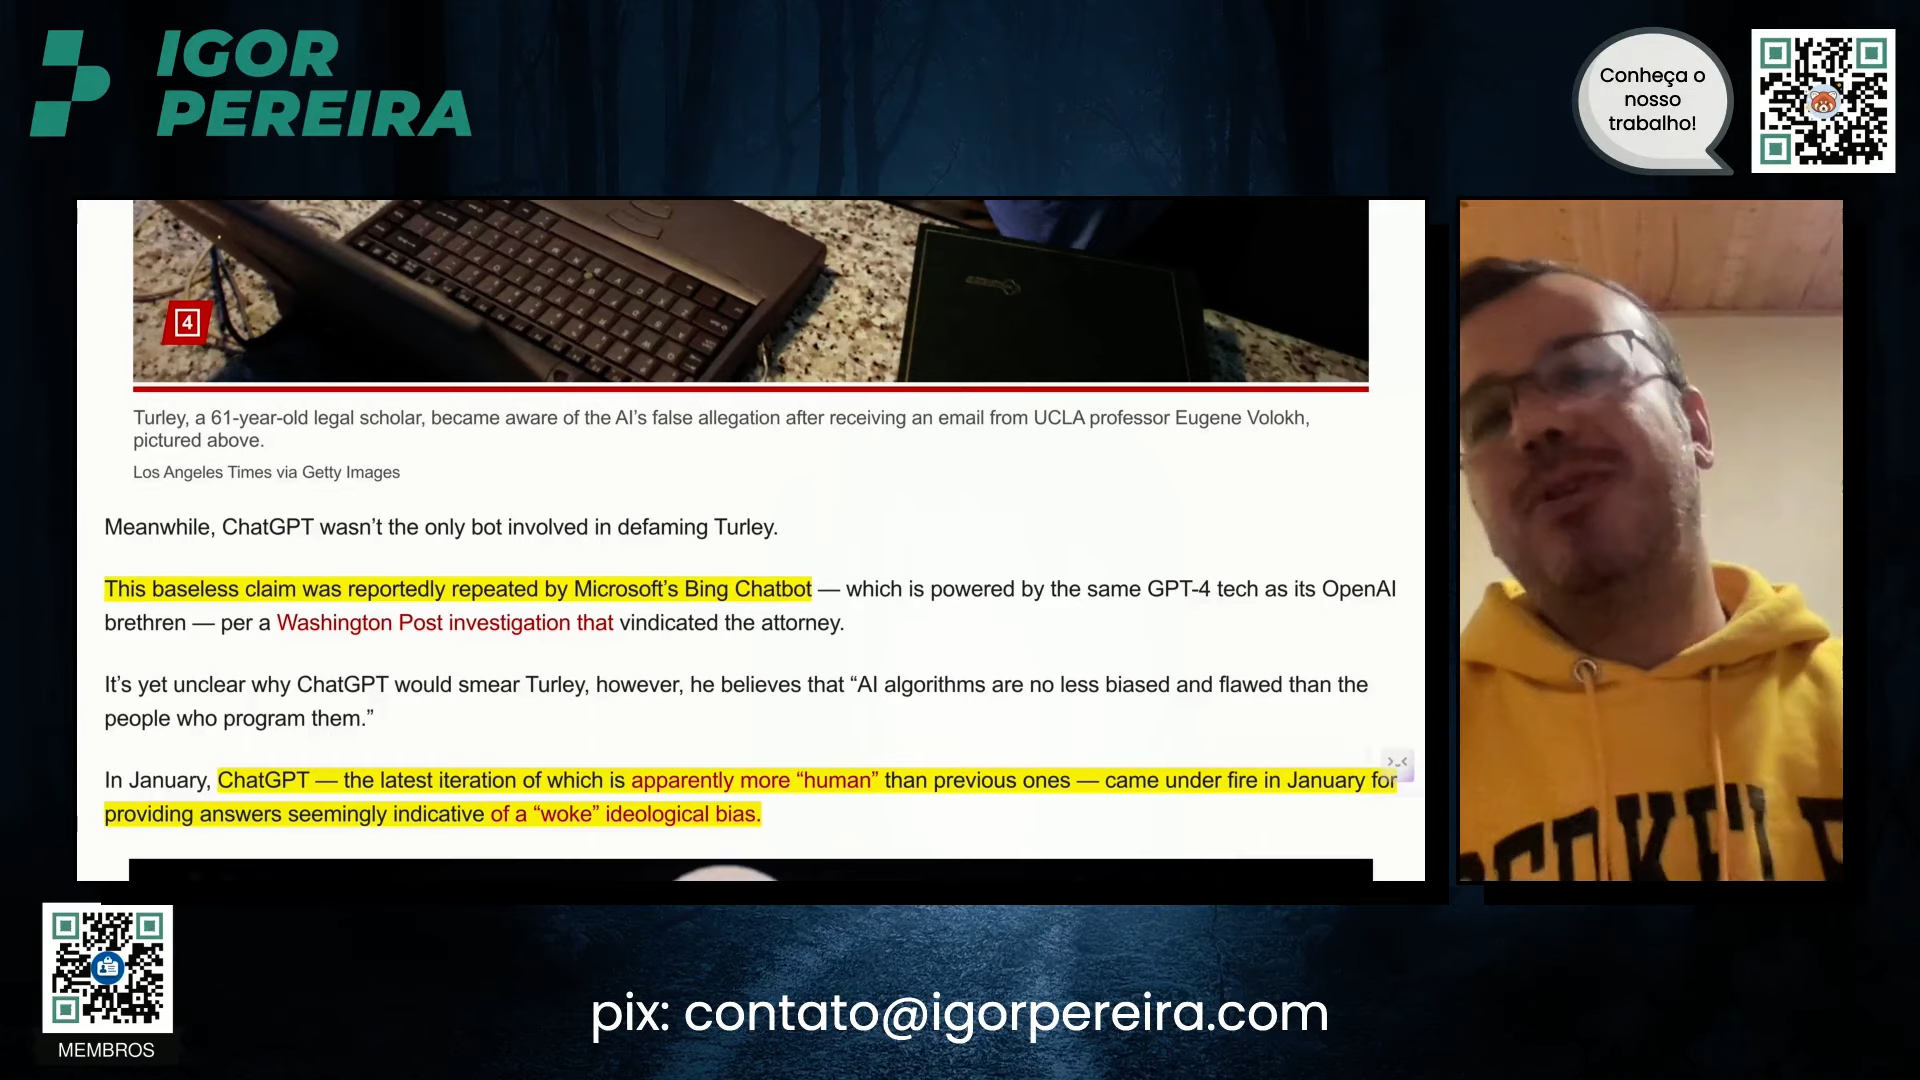 IGOR
PEREIRA
Conheça o
nosso
trabalho!
4
Turley, a 61-year-old legal scholar, became aware of the AI’s false allegation after receiving an email from UCLA professor Eugene Volokh,
pictured above.
Los Angeles Times via Getty Images
Meanwhile, ChatGPT wasn’t the only bot involved in defaming Turley.
This baseless claim was reportedly repeated by Microsoft’s Bing Chatbot — which is powered by the same GPT-4 tech as its OpenAI
brethren — per a Washington Post investigation that vindicated the attorney.
It’s yet unclear why ChatGPT would smear Turley, however, he believes that “AI algorithms are no less biased and flawed than the
people who program them.”
In January, ChatGPT — the latest iteration of which is apparently more “human” than previous ones — came under fire in January for
providing answers seemingly indicative of a “woke” ideological bias.
MEMBROS
pix: contato@igorpereira.com